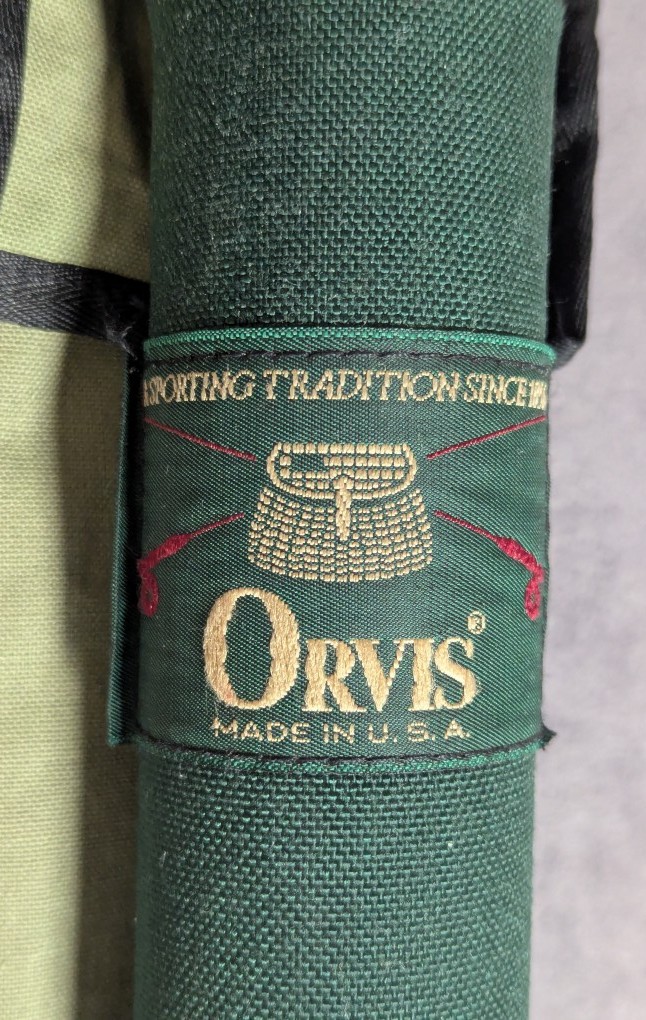 SPORTING TRADITION SINCE
ORVIS®
MADE IN U.S.A.